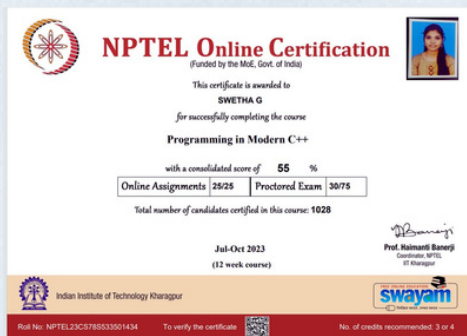 NPTEL Online Certification
(Funded by the MoE, Govt. of India)
This certificate is awarded to
SWETHA G
for successfully completing the course
Programming in Modern C++
with a consolidated score of 55 %
Online Assignments 25/25 Proctored Exam 30/75
Total number of candidates certified in this course: 1028
Jul-Oct 2023
(12 week course)
Prof. Haimanti Banerji
Coordinator, NPTEL
IIT Kharagpur
Indian Institute of Technology Kharagpur
FREE ONLINE EDUCATION
swayam
Roll No: NPTEL23CS78S533501434 To verify the certificate No. of credits recommended: 3 or 4